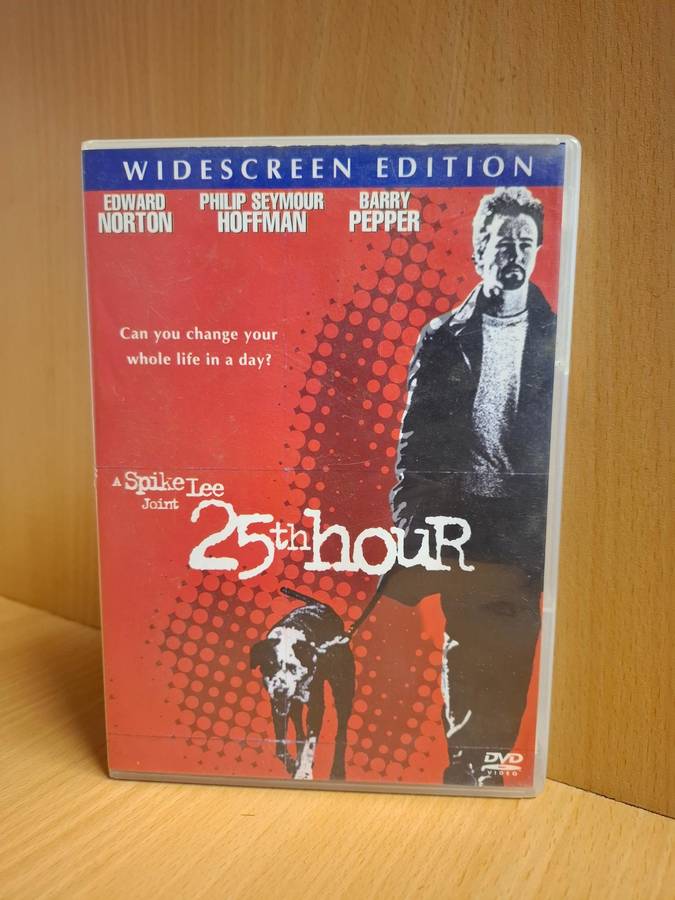 WIDESCREEN EDITION
EDWARD NORTON
PHILIP SEYMOUR HOFFMAN
BARRY PEPPER
Can you change your
whole life in a day?
A Spike Lee
Joint
25th houR
DVD
VIDEO